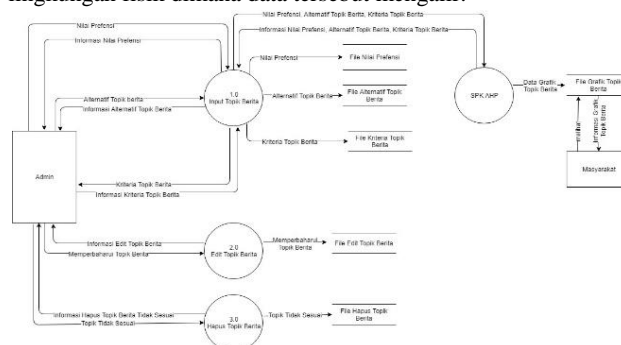 lingkungan fisik dimana data tersebut mengalir.
Nilai Prefensi
Nilai Prefensi, Alternatif Topik Berita, Kriteria Topik Berita
Informasi Nilai Prefensi
Informasi Nilai Prefensi, Alternatif Topik Berita, Kriteria Topik Berita
Nilai Prefensi
File Nilai Prefensi
1.0
Input Topik Berita
Alternatif Topik berita
Informasi Alternatif Topik Berita
Alternatif Topik Berita
File Alternatif Topik
Berita
SPK AHP
Data Grafik
Topik Berita
File Grafik Topik
Berita
Kriteria Topik Berita
File Kriteria Topik
Berita
melihat
Informasi Grafik
Topik Berita
Masyarakat
Admin
Kriteria Topik Berita
Informasi Kriteria Topik Berita
Informasi Edit Topik Berita
Memperbaharui Topik Berita
2.0
Edit Topik Berita
Memperbaharui
Topik Berita
File Edit Topik
Berita
Informasi Hapus Topik Berita Tidak Sesuai
Topik Tidak Sesuai
3.0
Hapus Topik Berita
Topik Tidak Sesuai
File Hapus Topik
Berita